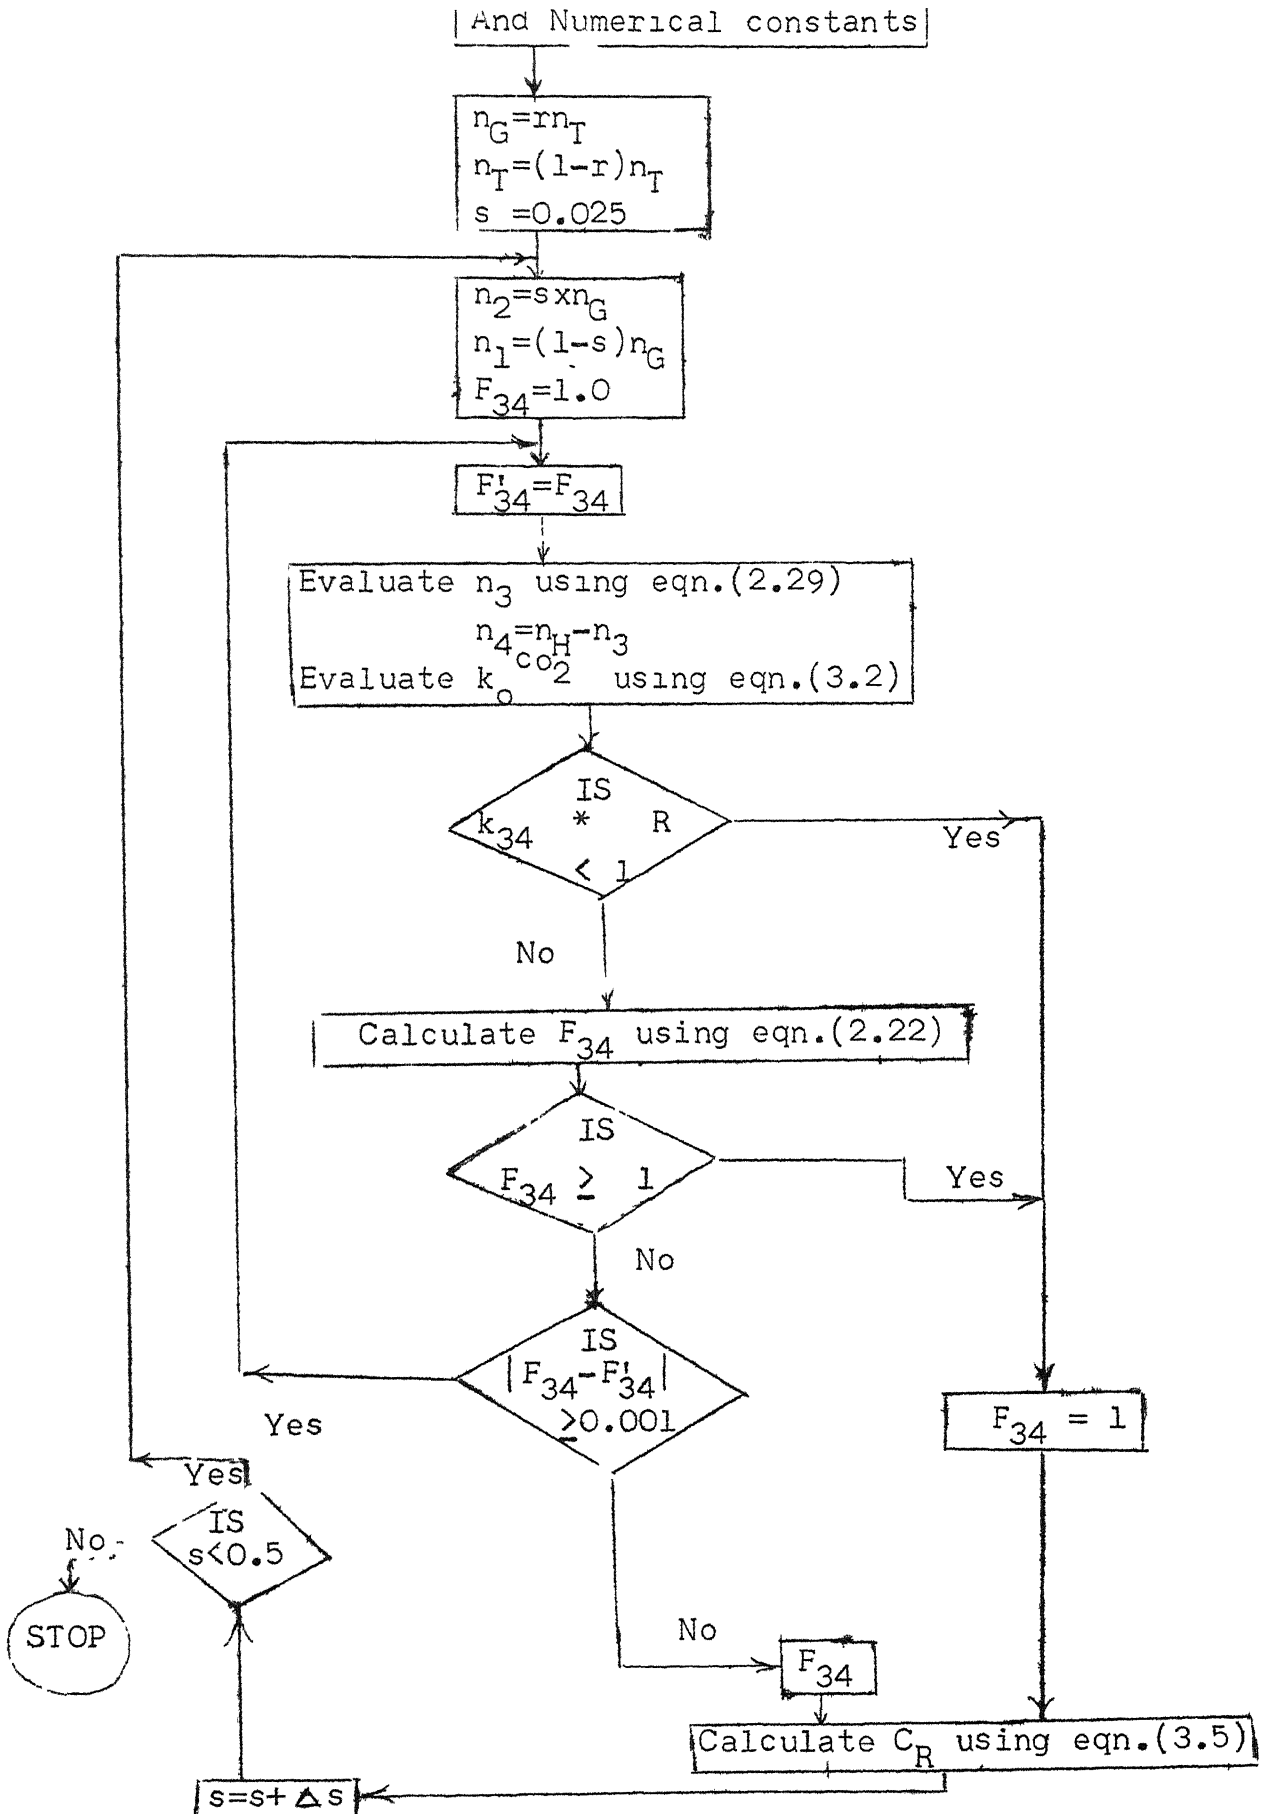 And Numerical constants
n_G=rn_T
n_T=(1-r)n_T
s =0.025
n_2=sxn_G
n_1=(1-s)n_G
F_34=1.0
F'_34=F_34
Evaluate n_3 using eqn.(2.29)
n_4=n_H-n_3
Evaluate k_o^co_2 using eqn.(3.2)
IS
k_34 * R
< 1
Yes
No
Calculate F_34 using eqn.(2.22)
IS
F_34 ≥ 1
Yes
No
IS
|F_34-F'_34|
≥0.001
Yes
F_34 = 1
Yes
IS
s<0.5
No
STOP
No
F_34
Calculate C_R using eqn.(3.5)
s=s+ Δ s